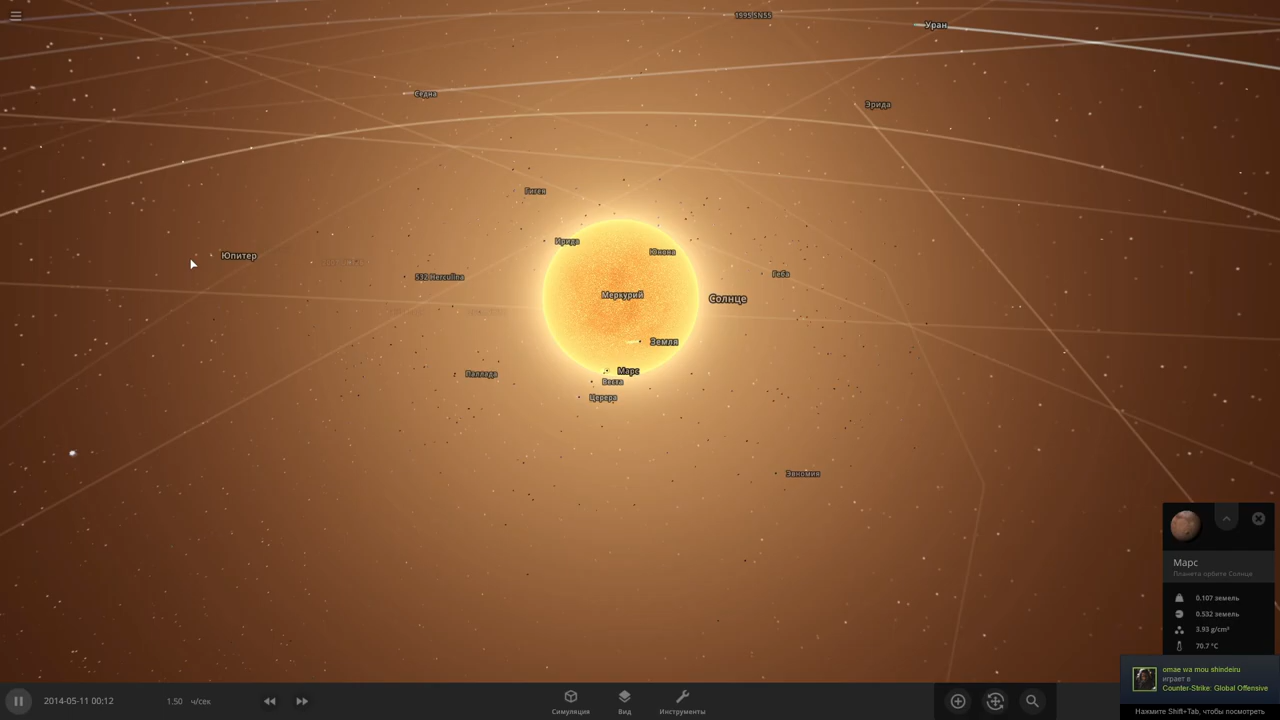 1995 SN55
Уран
Седна
Эрида
Гигея
Ирида
Юнона
Юпитер
Геба
532 Herculina
Меркурий
Солнце
Земля
Марс
Паллада
Веста
Церера
Эвномия
Марс
Планета орбите Солнце
0.107 земель
0.532 земель
3.93 g/cm³
70.7 °C
omae wa mou shindeiru
играет в
Counter-Strike: Global Offensive
Нажмите Shift+Tab, чтобы посмотреть
2014-05-11 00:12
1.50 ч/сек
Симуляция
Вид
Инструменты